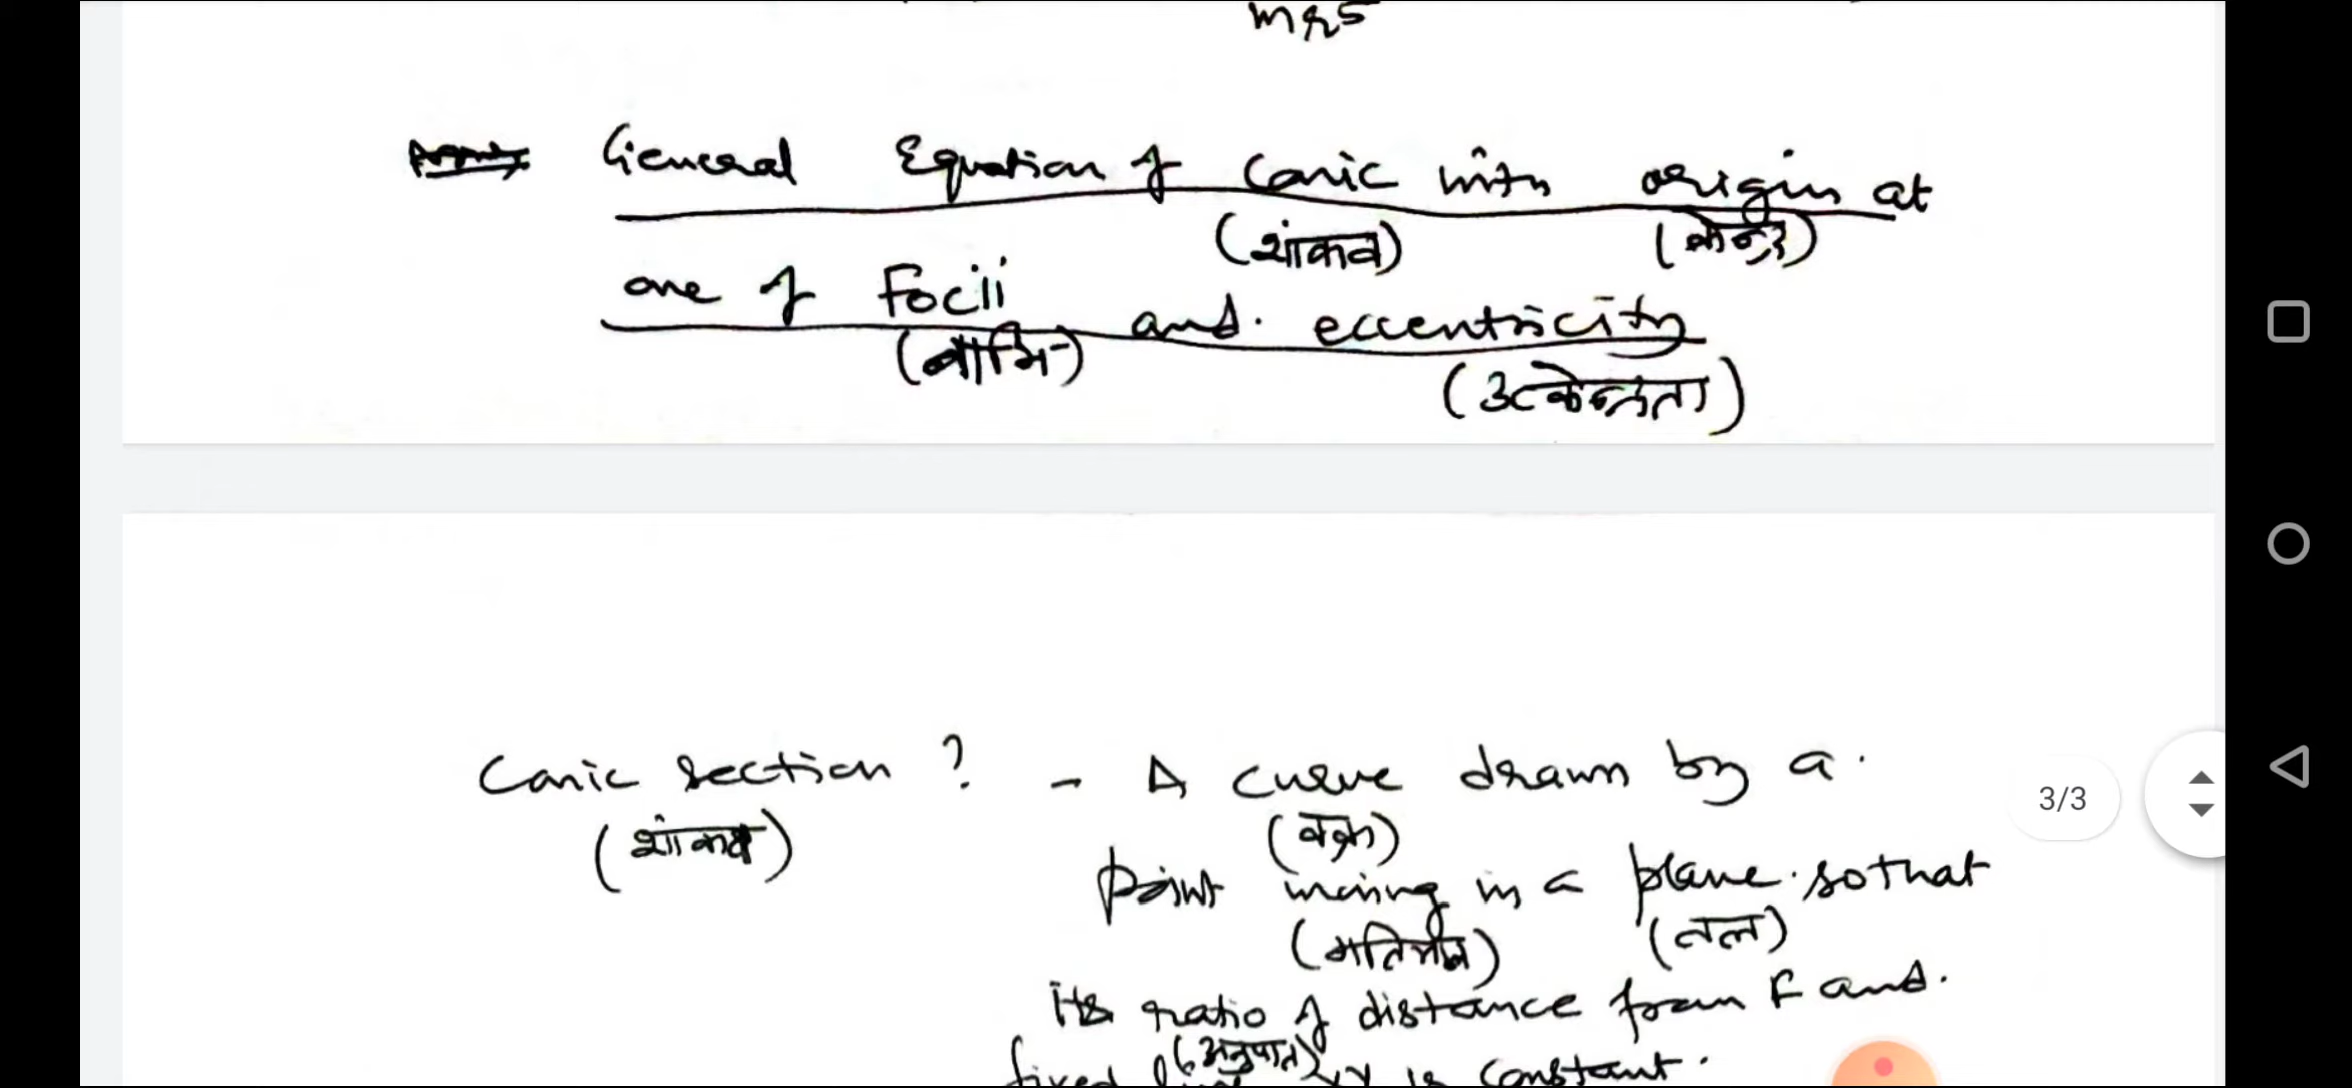 General Equation of Conic with origin at
(शांकव) (केन्द्र)
one of Focii and. eccentricity
(नाभि) (उत्केन्द्रता)
Conic section ? - A curve drawn by a.
(शांकव) (वक्र)
point moving in a plane. so that
(गतिमान) (तल)
its ratio of distance from F and.
(अनुपात)
fixed is constant.
3/3